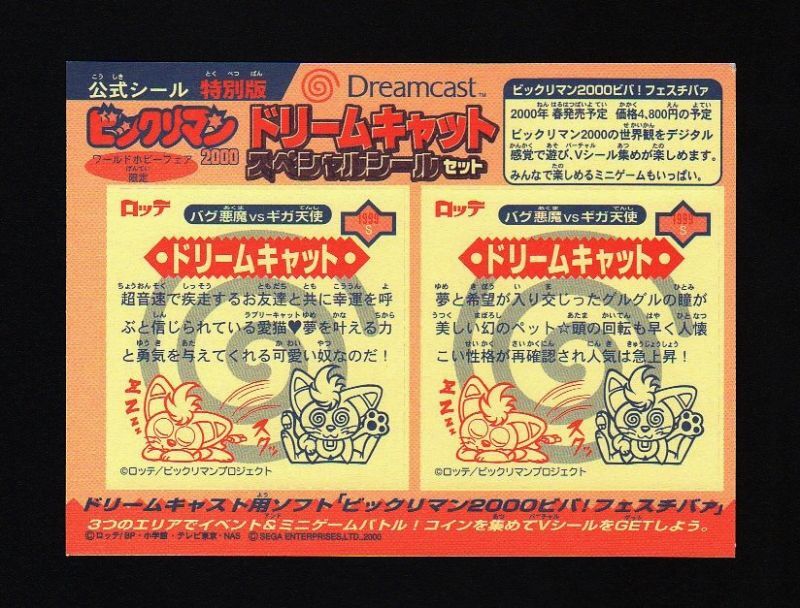 公式シール 特別版
ビックリマン2000
ワールドホビーフェア
限定
Dreamcast™
ドリームキャット
スペシャルシールセット
ビックリマン2000ビバ!フェスチバァ
2000年 春発売予定 価格4,800円の予定
ビックリマン2000の世界観をデジタル
感覚で遊び、Vシール集めが楽しめます。
みんなで楽しめるミニゲームもいっぱい。
ロッテ
バグ悪魔vsギガ天使
1999
S
ドリームキャット
超音速で疾走するお友達と共に幸運を呼
ぶと信じられている愛猫♥夢を叶える力
と勇気を与えてくれる可愛い奴なのだ!
スクッ
©ロッテ/ビックリマンプロジェクト
ロッテ
バグ悪魔vsギガ天使
1999
S
ドリームキャット
夢と希望が入り交じったグルグルの瞳が
美しい幻のペット☆頭の回転も早く人懐
こい性格が再確認され人気は急上昇!
スクッ
©ロッテ/ビックリマンプロジェクト
ドリームキャスト用ソフト「ビックリマン2000ビバ!フェスチバァ」
3つのエリアでイベント&ミニゲームバトル!コインを集めてVシールをGETしよう。
©ロッテ/BP・小学館・テレビ東京・NAS ©SEGA ENTERPRISES,LTD.,2000